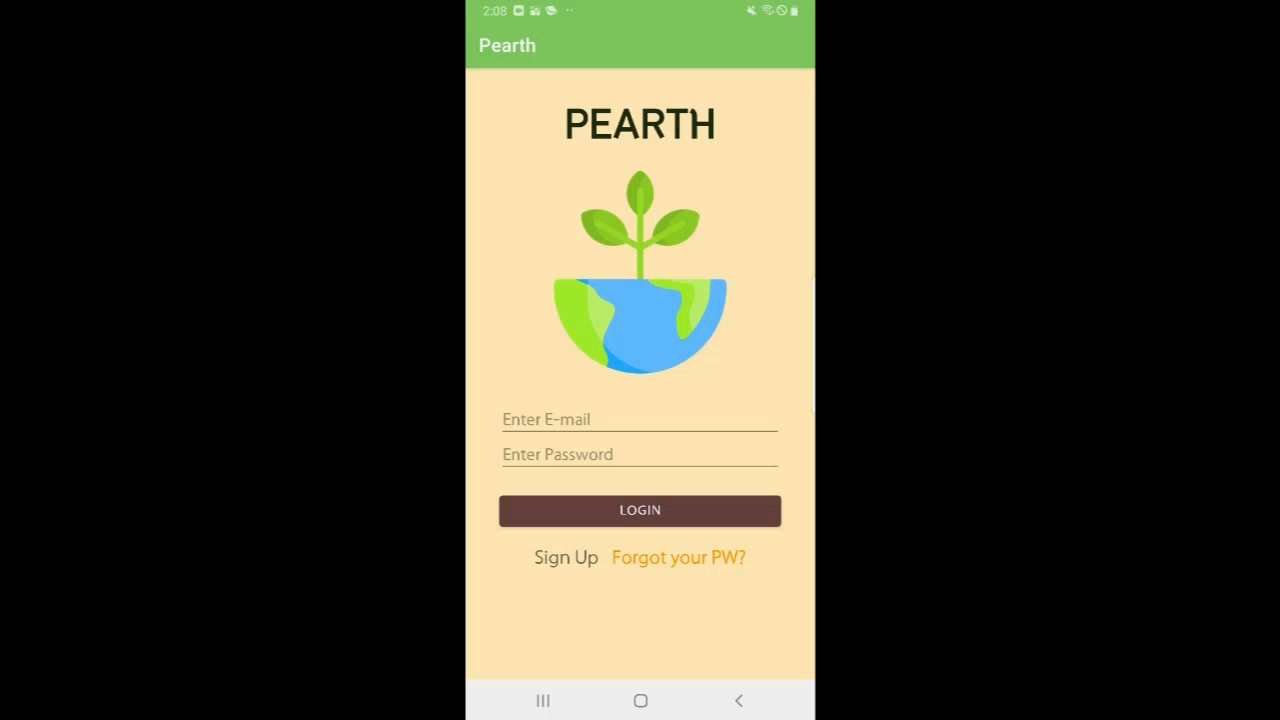 2:08
Pearth
PEARTH
Enter E-mail
Enter Password
LOGIN
Sign Up Forgot your PW?